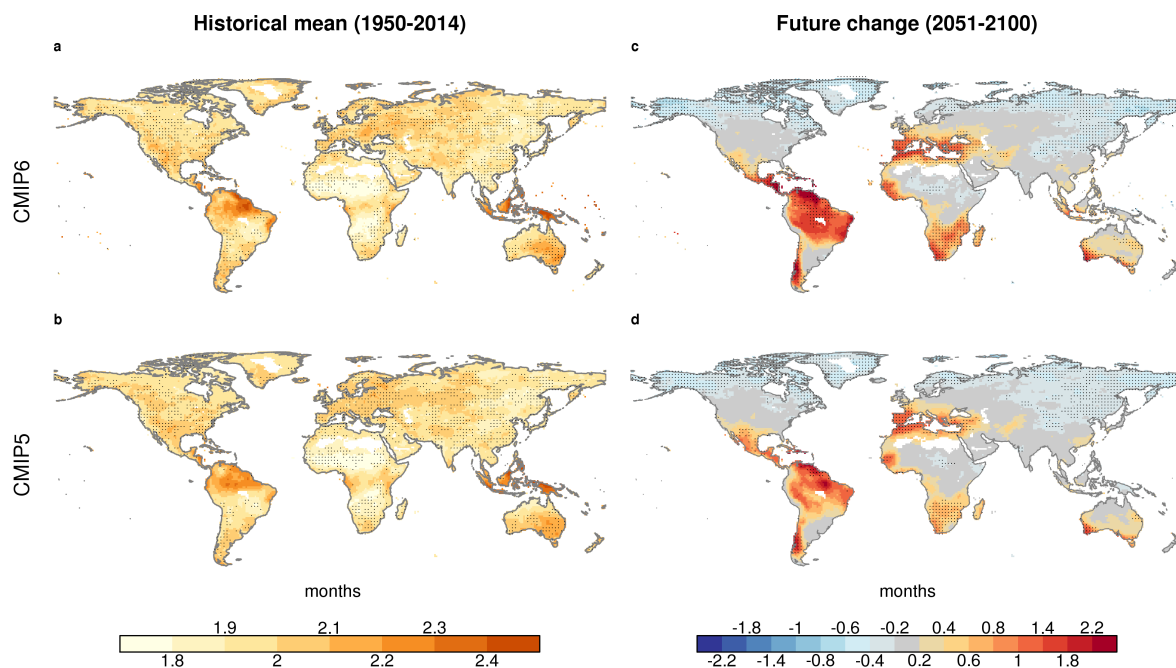 Historical mean (1950-2014)
Future change (2051-2100)
a
c
CMIP6
b
d
CMIP5
months
months
1.9 2.1 2.3
1.8 2 2.2 2.4
-1.8 -1 -0.6 -0.2 0.4 0.8 1.4 2.2
-2.2 -1.4 -0.8 -0.4 0.2 0.6 1 1.8